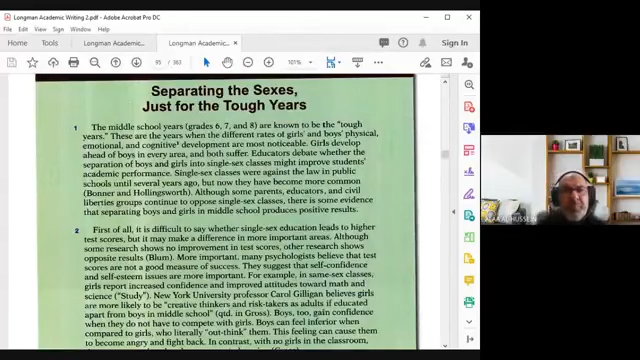 Longman Academic Writing 2.pdf - Adobe Acrobat Pro DC
File Edit View Sign Window Help
Home Tools Longman Academic... Longman Academic... × Sign In
95 / 383 101%
Separating the Sexes,
Just for the Tough Years
1 The middle school years (grades 6, 7, and 8) are known to be the “tough
years.” These are the years when the different rates of girls' and boys' physical,
emotional, and cognitive¹ development are most noticeable. Girls develop
ahead of boys in every area, and both suffer. Educators debate whether the
separation of boys and girls into single-sex classes might improve students'
academic performance. Single-sex classes were against the law in public
schools until several years ago, but now they have become more common
(Bonner and Hollingsworth). Although some parents, educators, and civil
liberties groups continue to oppose single-sex classes, there is some evidence
that separating boys and girls in middle school produces positive results.
2 First of all, it is difficult to say whether single-sex education leads to higher
test scores, but it may make a difference in more important areas. Although
some research shows no improvement in test scores, other research shows
opposite results (Blum). More important, many psychologists believe that test
scores are not a good measure of success. They suggest that self-confidence
and self-esteem issues are more important. For example, in same-sex classes,
girls report increased confidence and improved attitudes toward math and
science (“Study”). New York University professor Carol Gilligan believes girls
are more likely to be “creative thinkers and risk-takers as adults if educated
apart from boys in middle school” (qtd. in Gross). Boys, too, gain confidence
when they do not have to compete with girls. Boys can feel inferior when
compared to girls, who literally “out-think” them. This feeling can cause them
to become angry and fight back. In contrast, with no girls in the classroom,